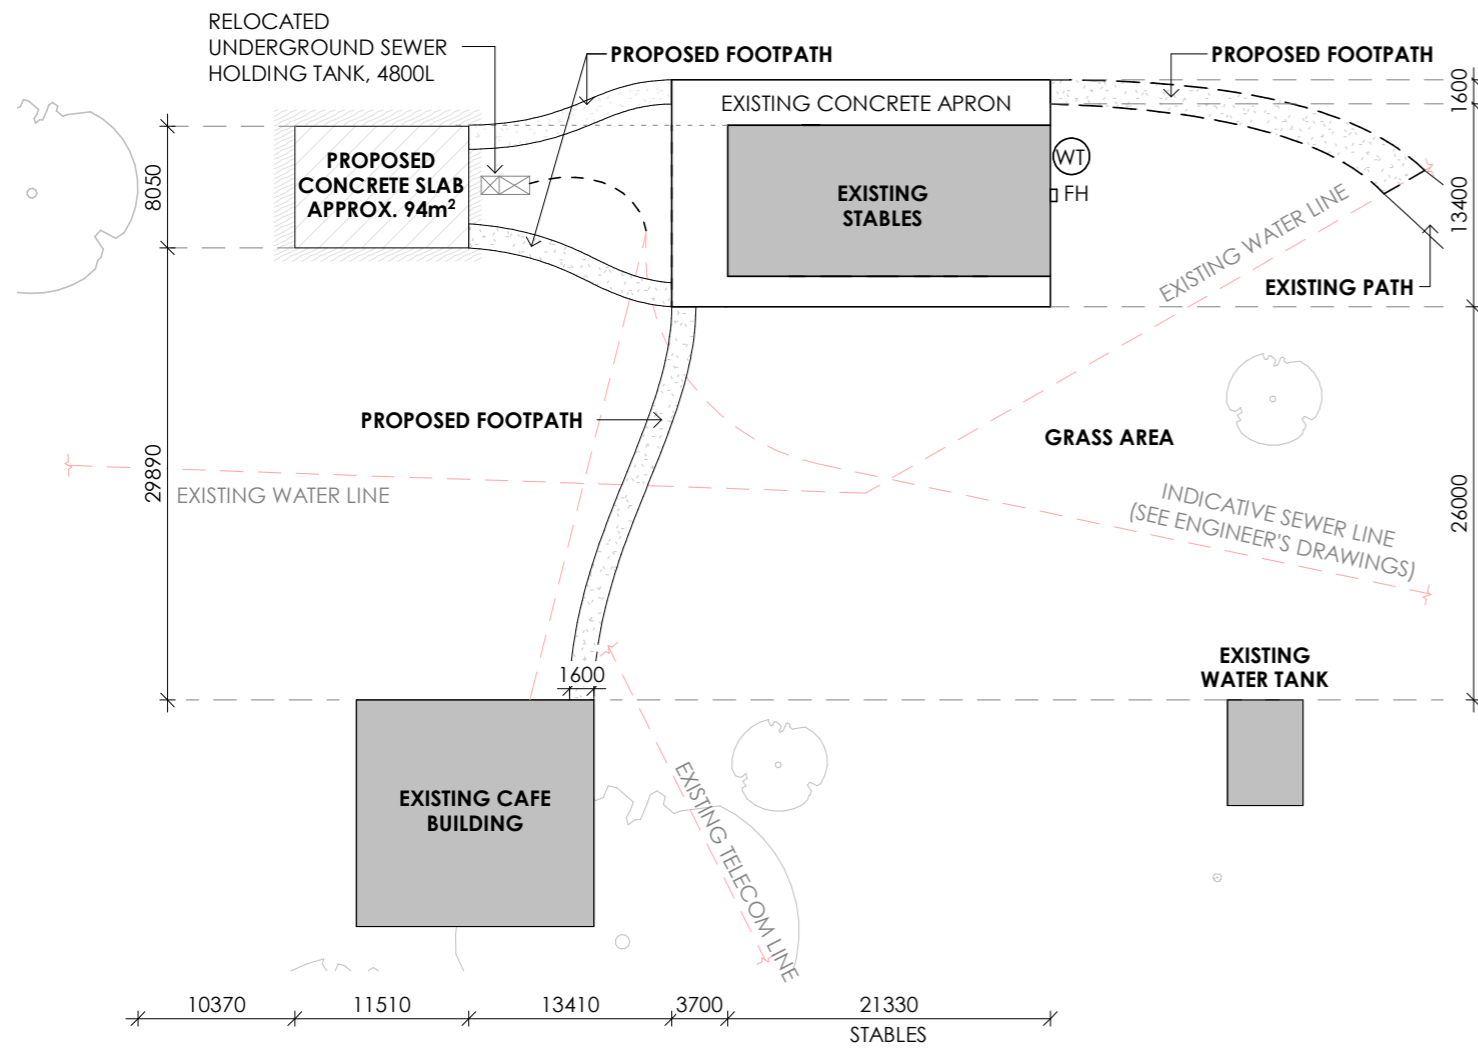 RELOCATED
UNDERGROUND SEWER
HOLDING TANK, 4800L
PROPOSED FOOTPATH
PROPOSED FOOTPATH
EXISTING CONCRETE APRON
1600
PROPOSED
CONCRETE SLAB
APPROX. 94m²
8050
EXISTING
STABLES
WT
FH
13400
EXISTING WATER LINE
EXISTING PATH
PROPOSED FOOTPATH
GRASS AREA
29890
EXISTING WATER LINE
INDICATIVE SEWER LINE
(SEE ENGINEER'S DRAWINGS)
26000
1600
EXISTING
WATER TANK
EXISTING CAFE
BUILDING
EXISTING TELECOM LINE
10370
11510
13410
3700
21330
STABLES